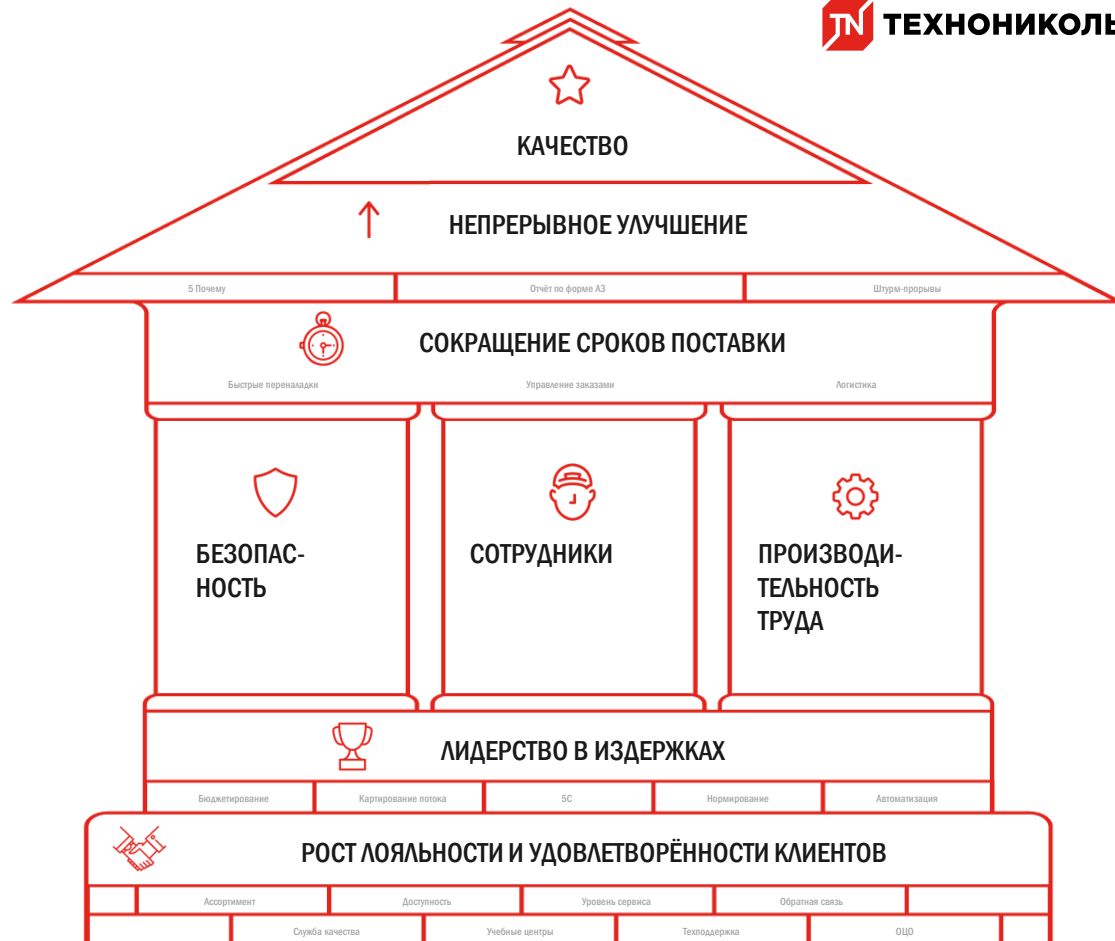 ТЕХНОНИКОЛЬ
КАЧЕСТВО
НЕПРЕРЫВНОЕ УЛУЧШЕНИЕ
5 Почему
Отчёт по форме А3
Штурм-прорывы
СОКРАЩЕНИЕ СРОКОВ ПОСТАВКИ
Быстрые переналадки
Управление заказами
Логистика
БЕЗОПАС-
НОСТЬ
СОТРУДНИКИ
ПРОИЗВОДИ-
ТЕЛЬНОСТЬ
ТРУДА
ЛИДЕРСТВО В ИЗДЕРЖКАХ
Бюджетирование
Картирование потока
5С
Нормирование
Автоматизация
РОСТ ЛОЯЛЬНОСТИ И УДОВЛЕТВОРЁННОСТИ КЛИЕНТОВ
Ассортимент
Доступность
Уровень сервиса
Обратная связь
Служба качества
Учебные центры
Техподдержка
ОЦО